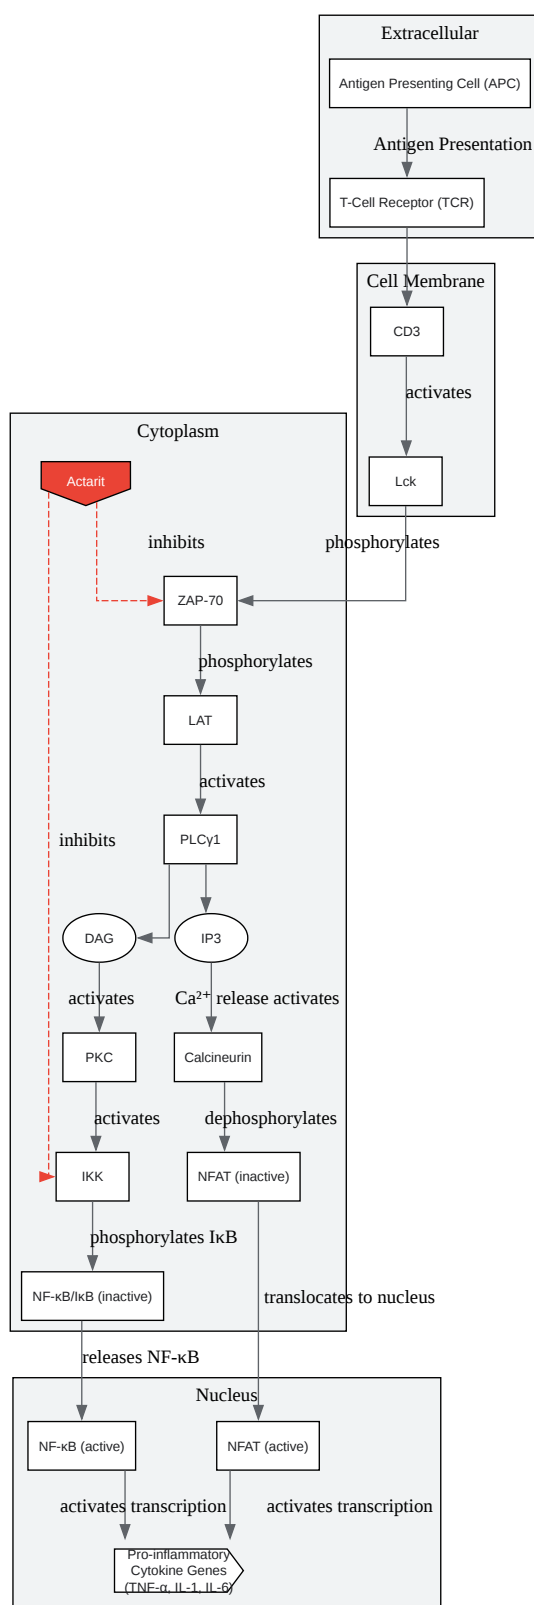 Extracellular
Antigen Presenting Cell (APC)
Antigen Presentation
T-Cell Receptor (TCR)
Cell Membrane
CD3
activates
Lck
Cytoplasm
Actarit
inhibits
phosphorylates
ZAP-70
phosphorylates
LAT
activates
PLCγ1
inhibits
DAG
IP3
activates
Ca²⁺ release activates
PKC
Calcineurin
activates
dephosphorylates
IKK
NFAT (inactive)
phosphorylates IκB
NF-κB/IκB (inactive)
translocates to nucleus
releases NF-κB
Nucleus
NF-κB (active)
NFAT (active)
activates transcription
activates transcription
Pro-inflammatory
Cytokine Genes
(TNF-α, IL-1, IL-6)